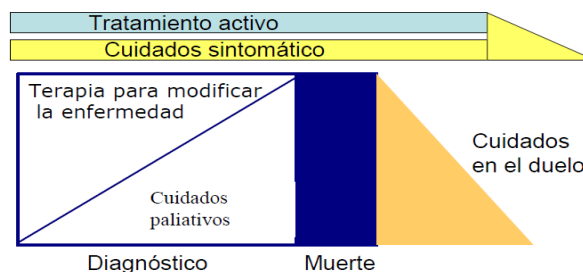 Tratamiento activo
Cuidados sintomático
Terapia para modificar
la enfermedad
Cuidados
paliativos
Cuidados
en el duelo
Diagnóstico
Muerte